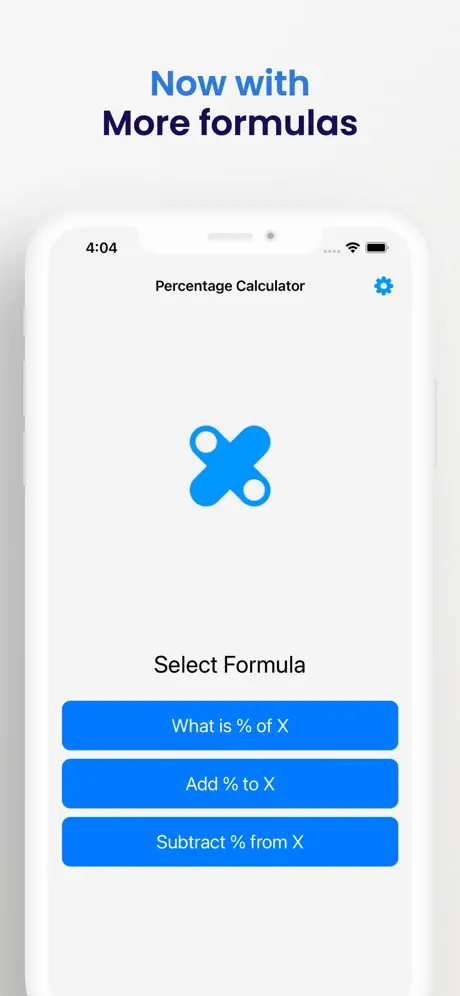 Now with
More formulas
4:04
Percentage Calculator
Select Formula
What is % of X
Add % to X
Subtract % from X